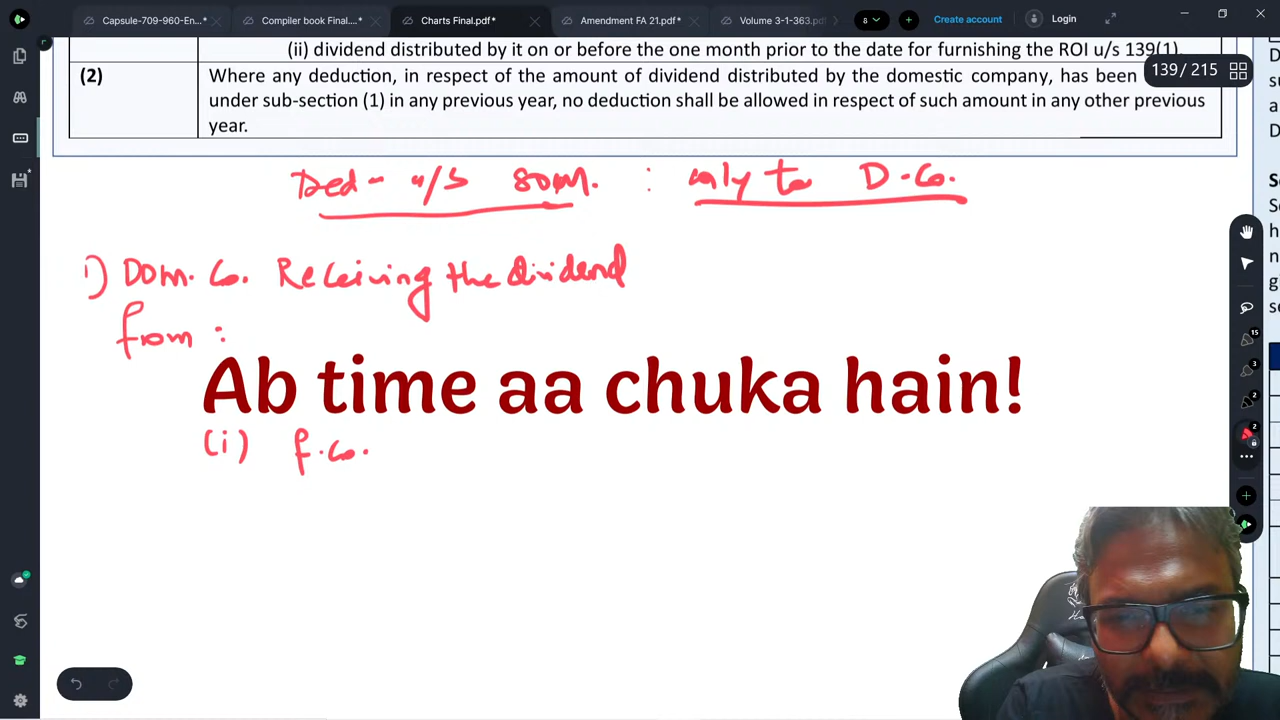 Capsule-709-960-En...*
Compiler book Final....*
Charts Final.pdf*
Amendment FA 21.pdf*
Volume 3-1-363.pd
8
Create account
Login
139 / 215
(ii) dividend distributed by it on or before the one month prior to the date for furnishing the ROI u/s 139(1).
(2) Where any deduction, in respect of the amount of dividend distributed by the domestic company, has been
under sub-section (1) in any previous year, no deduction shall be allowed in respect of such amount in any other previous
year.
Ded- u/s 80M. : only to D.Co.
1) Dom. Co. Receiving the dividend
from :
Ab time aa chuka hain!
(i) F.Co.
15
3
2
2